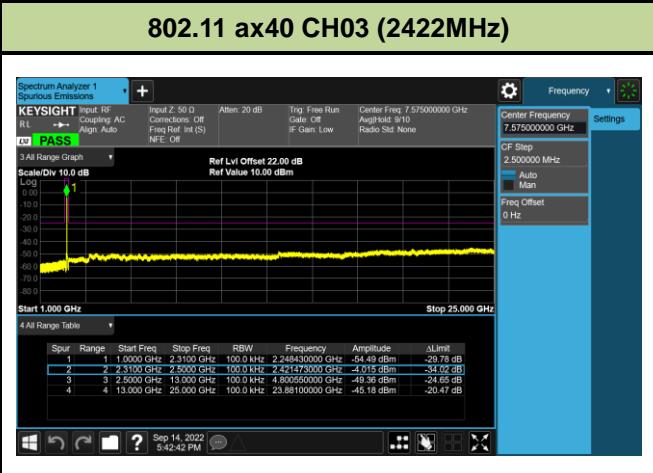 802.11 ax40 CH03 (2422MHz)
Spectrum Analyzer 1
Spurious Emissions
Frequency
KEYSIGHT
RL
PASS
Input: RF
Coupling: AC
Align: Auto
Input Z: 50 Ω
Corrections: Off
Freq Ref: Int (S)
NFE: Off
Atten: 20 dB
Trig: Free Run
Gate: Off
IF Gain: Low
Center Freq: 7.575000000 GHz
Avg|Hold: 9/10
Radio Std: None
Center Frequency
7.575000000 GHz
Settings
CF Step
2.500000 MHz
Auto
Man
Freq Offset
0 Hz
3 All Range Graph
Scale/Div 10.0 dB
Ref Lvl Offset 22.00 dB
Ref Value 10.00 dBm
Log
1
0.00
-10.0
-20.0
-30.0
-40.0
-50.0
-60.0
-70.0
-80.0
Start 1.000 GHz
Stop 25.000 GHz
4 All Range Table
Spur Range Start Freq Stop Freq RBW Frequency Amplitude ΔLimit
1 1 1.0000 GHz 2.3100 GHz 100.0 kHz 2.248430000 GHz -54.49 dBm -29.78 dB
2 2 2.3100 GHz 2.5000 GHz 100.0 kHz 2.421473000 GHz -4.015 dBm -34.02 dB
3 3 2.5000 GHz 13.000 GHz 100.0 kHz 4.800550000 GHz -49.36 dBm -24.65 dB
4 4 13.000 GHz 25.000 GHz 100.0 kHz 23.88100000 GHz -45.18 dBm -20.47 dB
Sep 14, 2022
5:42:42 PM